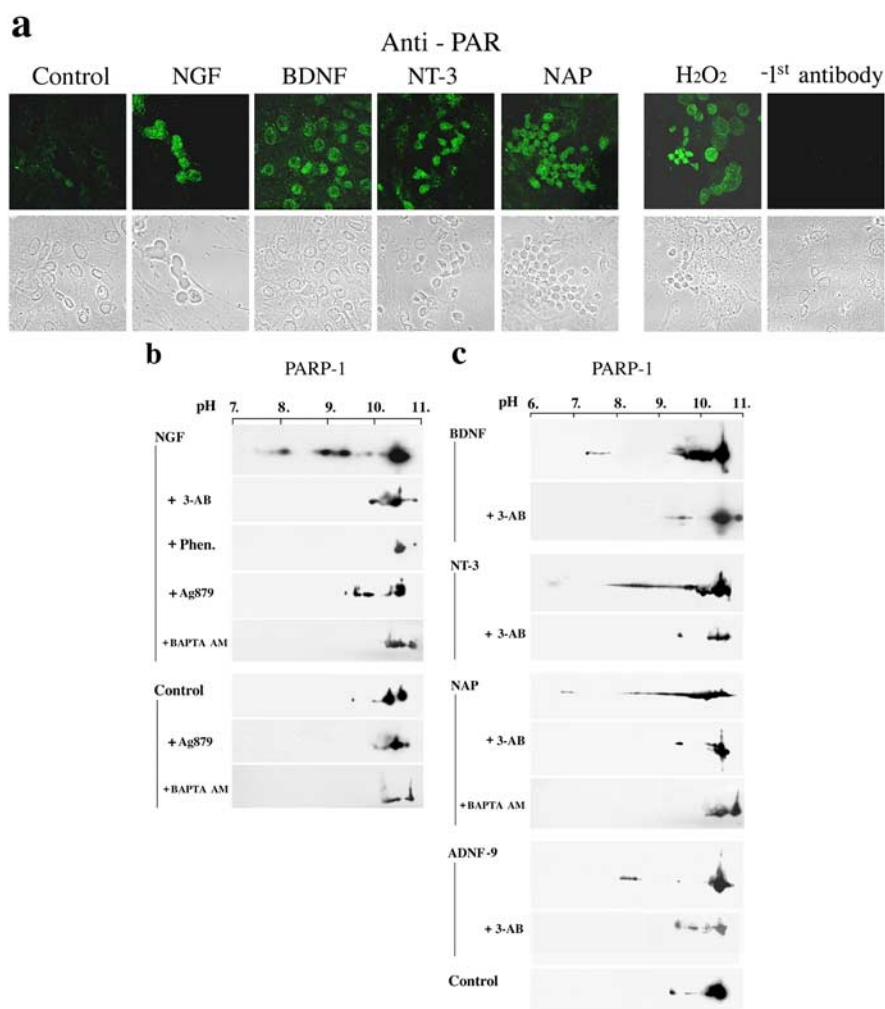 a
Anti - PAR
Control NGF BDNF NT-3 NAP H2O2 -1st antibody
b
PARP-1
pH 7. 8. 9. 10. 11.
NGF
+ 3-AB
+ Phen.
+Ag879
+BAPTA AM
Control
+Ag879
+BAPTA AM
c
PARP-1
pH 6. 7. 8. 9. 10. 11.
BDNF
+ 3-AB
NT-3
+ 3-AB
NAP
+ 3-AB
+BAPTA AM
ADNF-9
+ 3-AB
Control